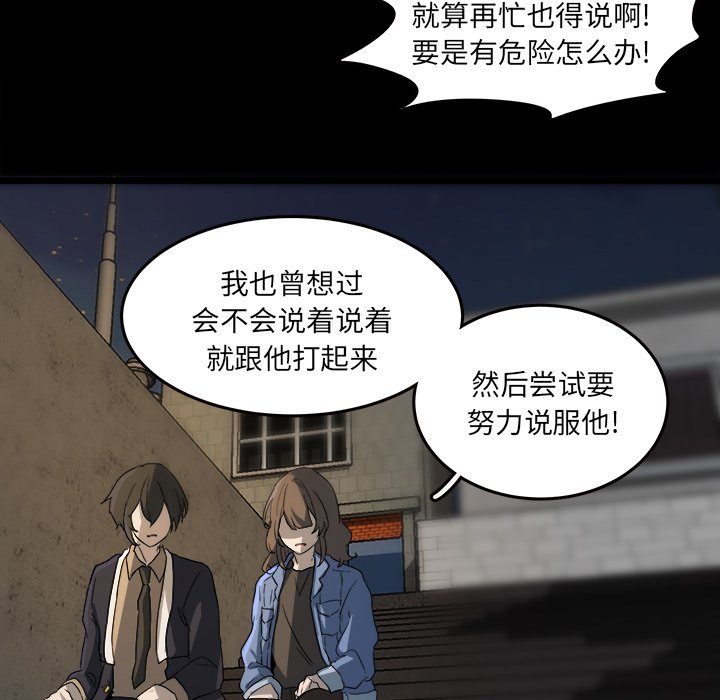 就算再忙也得说啊!
要是有危险怎么办!
我也曾想过
会不会说着说着
就跟他打起来
然后尝试要
努力说服他!